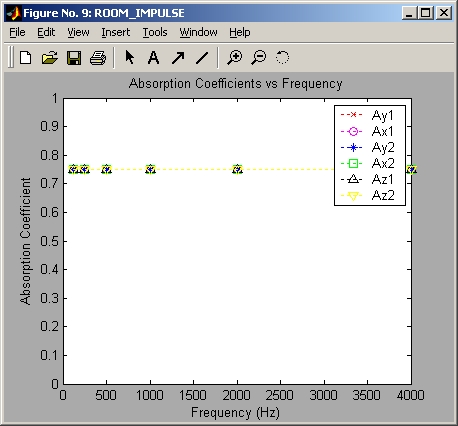 Figure No. 9: ROOM_IMPULSE
File Edit View Insert Tools Window Help
A
Absorption Coefficients vs Frequency
1
0.9
0.8
0.7
0.6
0.5
0.4
0.3
0.2
0.1
0
Absorption Coefficient
Ay1
Ax1
Ay2
Ax2
Az1
Az2
0 500 1000 1500 2000 2500 3000 3500 4000
Frequency (Hz)